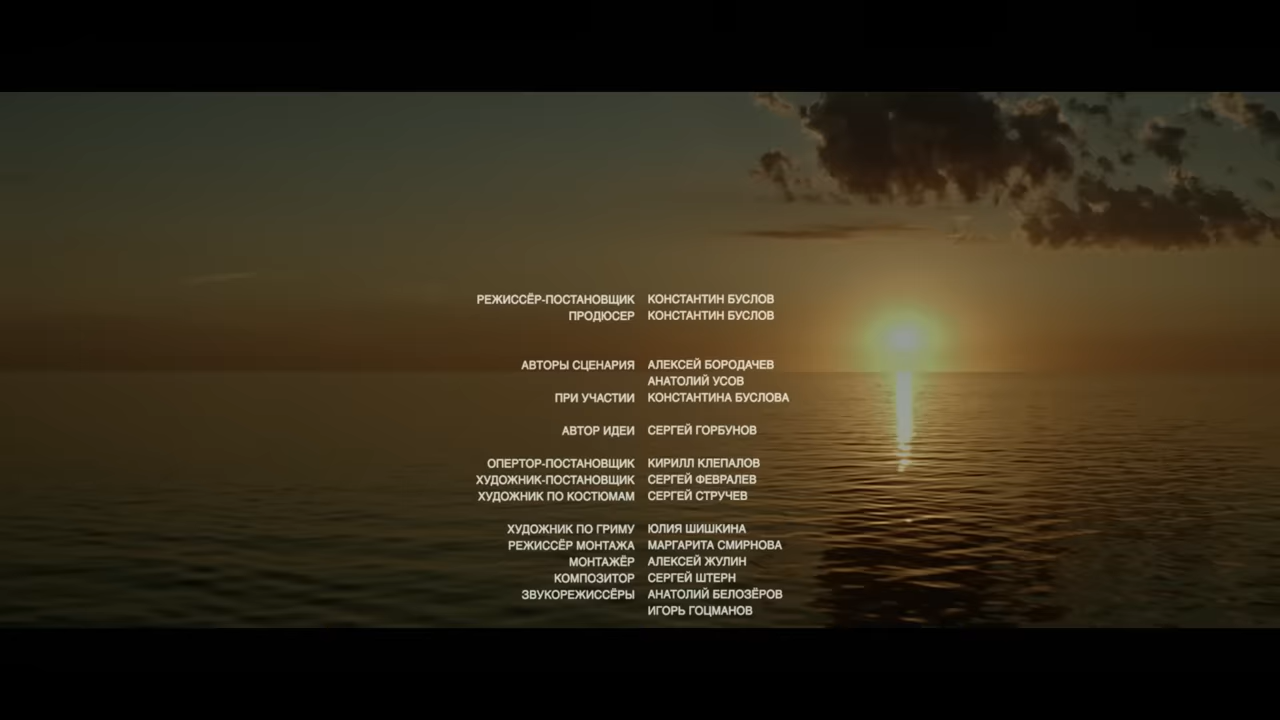 РЕЖИССЁР-ПОСТАНОВЩИК КОНСТАНТИН БУСЛОВ
ПРОДЮСЕР КОНСТАНТИН БУСЛОВ
АВТОРЫ СЦЕНАРИЯ АЛЕКСЕЙ БОРОДАЧЕВ
АНАТОЛИЙ УСОВ
ПРИ УЧАСТИИ КОНСТАНТИНА БУСЛОВА
АВТОР ИДЕИ СЕРГЕЙ ГОРБУНОВ
ОПЕРТОР-ПОСТАНОВЩИК КИРИЛЛ КЛЕПАЛОВ
ХУДОЖНИК-ПОСТАНОВЩИК СЕРГЕЙ ФЕВРАЛЕВ
ХУДОЖНИК ПО КОСТЮМАМ СЕРГЕЙ СТРУЧЕВ
ХУДОЖНИК ПО ГРИМУ ЮЛИЯ ШИШКИНА
РЕЖИССЁР МОНТАЖА МАРГАРИТА СМИРНОВА
МОНТАЖЁР АЛЕКСЕЙ ЖУЛИН
КОМПОЗИТОР СЕРГЕЙ ШТЕРН
ЗВУКОРЕЖИССЁРЫ АНАТОЛИЙ БЕЛОЗЁРОВ
ИГОРЬ ГОЦМАНОВ